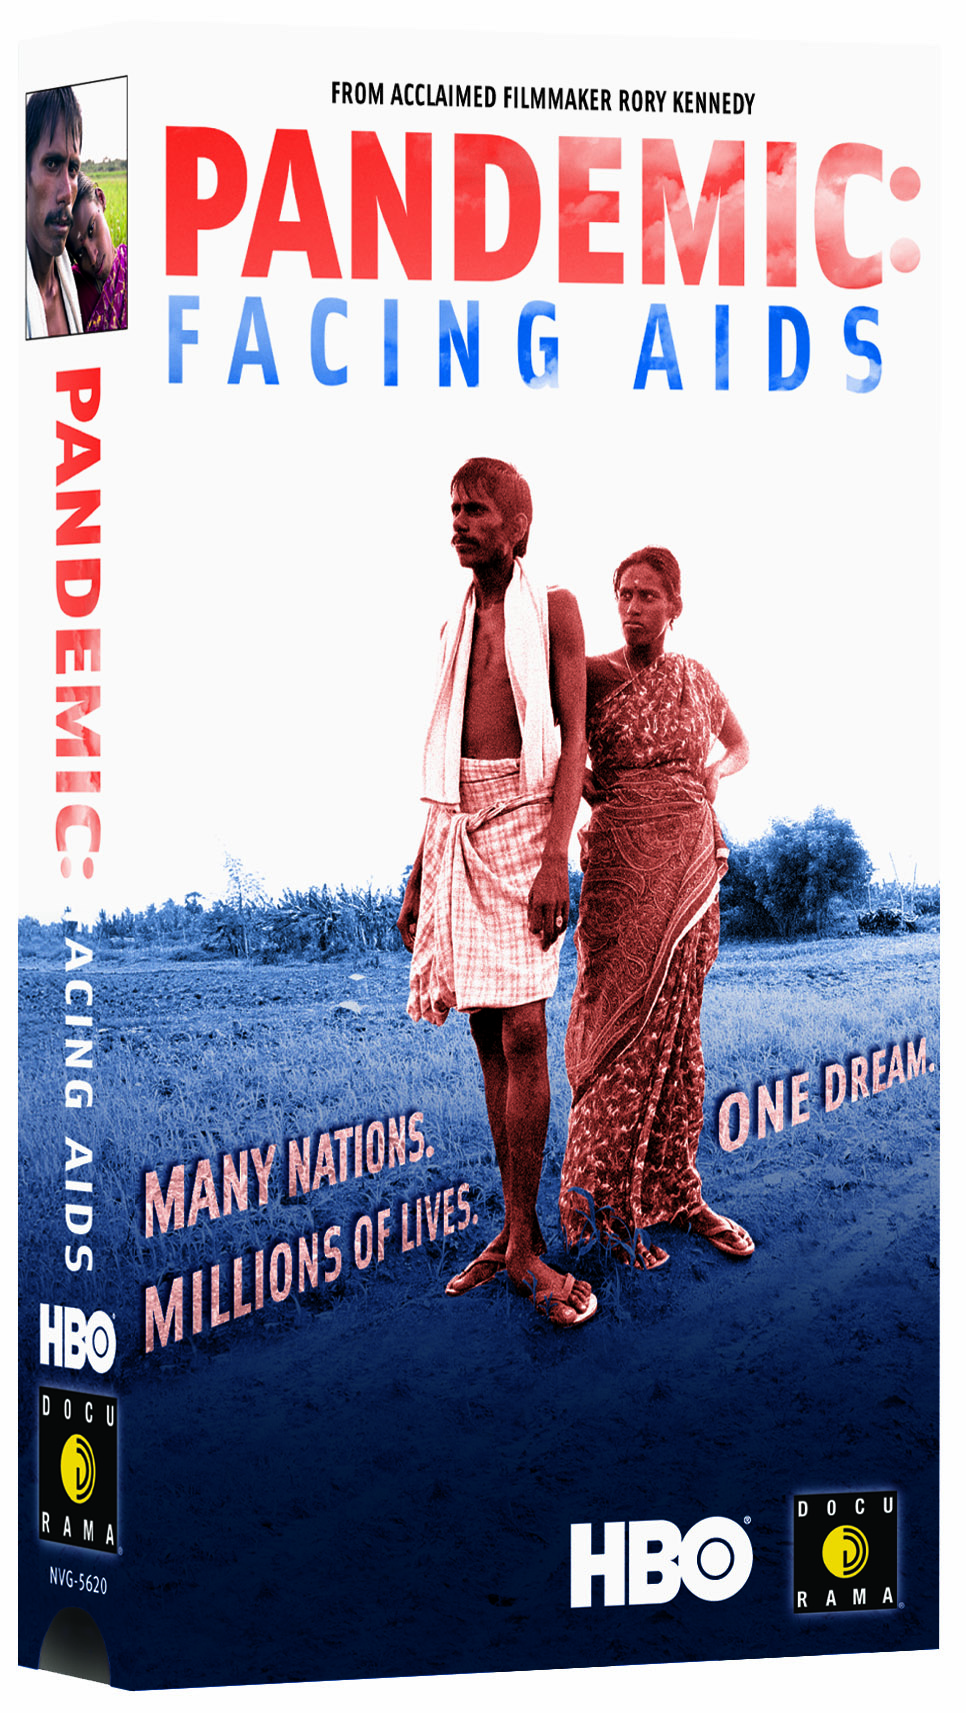 FROM ACCLAIMED FILMMAKER RORY KENNEDY
PANDEMIC:
FACING AIDS
MANY NATIONS.
MILLIONS OF LIVES.
ONE DREAM.
HBO®
DOCU
RAMA®
PANDEMIC: FACING AIDS
HBO®
DOCU
RAMA®
NVG-5620